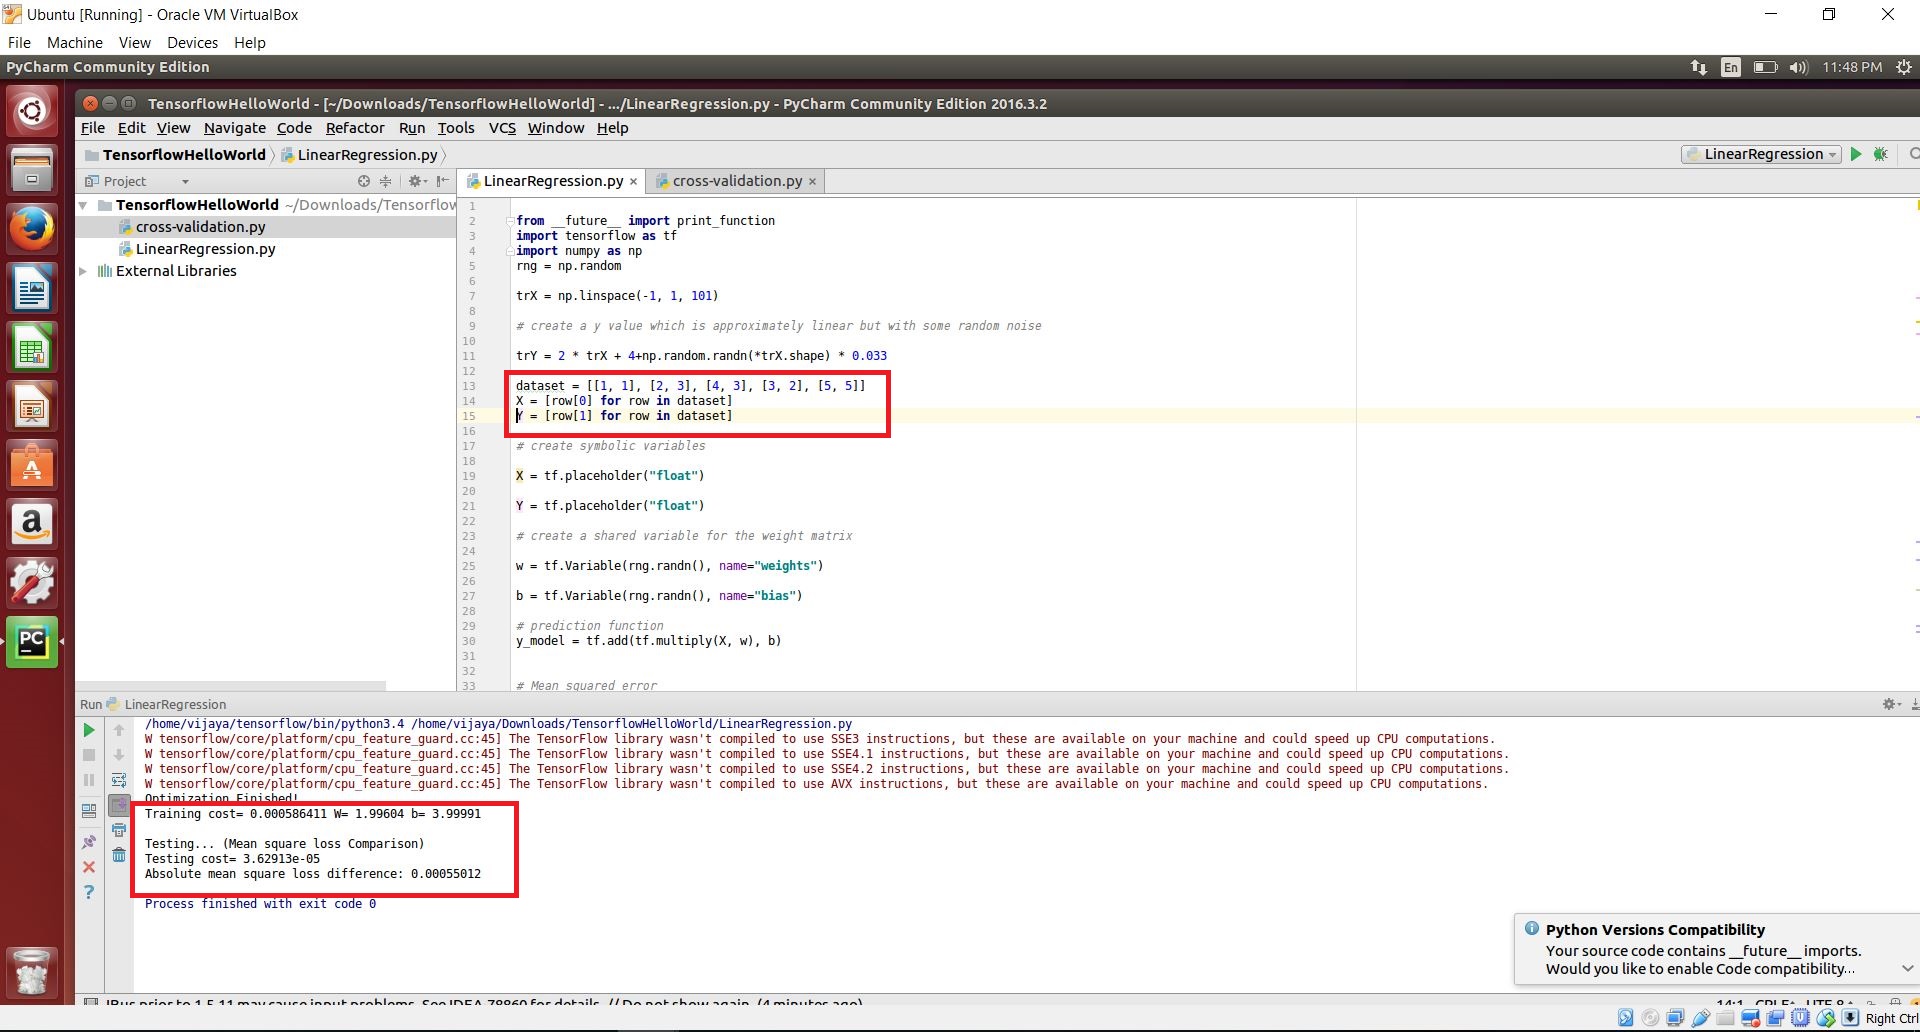 Ubuntu [Running] - Oracle VM VirtualBox
File Machine View Devices Help
PyCharm Community Edition
En 11:48 PM
TensorflowHelloWorld - [~/Downloads/TensorflowHelloWorld] - .../LinearRegression.py - PyCharm Community Edition 2016.3.2
File Edit View Navigate Code Refactor Run Tools VCS Window Help
TensorflowHelloWorld LinearRegression.py
LinearRegression
Project
LinearRegression.py × cross-validation.py ×
TensorflowHelloWorld ~/Downloads/Tensorflow
cross-validation.py
LinearRegression.py
External Libraries
1
2 from __future__ import print_function
3 import tensorflow as tf
4 import numpy as np
5 rng = np.random
6
7 trX = np.linspace(-1, 1, 101)
8
9 # create a y value which is approximately linear but with some random noise
10
11 trY = 2 * trX + 4+np.random.randn(*trX.shape) * 0.033
12
13 dataset = [[1, 1], [2, 3], [4, 3], [3, 2], [5, 5]]
14 X = [row[0] for row in dataset]
15 Y = [row[1] for row in dataset]
16
17 # create symbolic variables
18
19 X = tf.placeholder("float")
20
21 Y = tf.placeholder("float")
22
23 # create a shared variable for the weight matrix
24
25 w = tf.Variable(rng.randn(), name="weights")
26
27 b = tf.Variable(rng.randn(), name="bias")
28
29 # prediction function
30 y_model = tf.add(tf.multiply(X, w), b)
31
32
33 # Mean squared error
Run LinearRegression
/home/vijaya/tensorflow/bin/python3.4 /home/vijaya/Downloads/TensorflowHelloWorld/LinearRegression.py
W tensorflow/core/platform/cpu_feature_guard.cc:45] The TensorFlow library wasn't compiled to use SSE3 instructions, but these are available on your machine and could speed up CPU computations.
W tensorflow/core/platform/cpu_feature_guard.cc:45] The TensorFlow library wasn't compiled to use SSE4.1 instructions, but these are available on your machine and could speed up CPU computations.
W tensorflow/core/platform/cpu_feature_guard.cc:45] The TensorFlow library wasn't compiled to use SSE4.2 instructions, but these are available on your machine and could speed up CPU computations.
W tensorflow/core/platform/cpu_feature_guard.cc:45] The TensorFlow library wasn't compiled to use AVX instructions, but these are available on your machine and could speed up CPU computations.
Optimization Finished!
Training cost= 0.000586411 W= 1.99604 b= 3.99991
Testing... (Mean square loss Comparison)
Testing cost= 3.62913e-05
Absolute mean square loss difference: 0.00055012
Process finished with exit code 0
Python Versions Compatibility
Your source code contains __future__ imports.
Would you like to enable Code compatibility...
IBus prior to 1.5.11 may cause input problems. See IDEA-78860 for details. // Do not show again (4 minutes ago)
14:1 CRLF UTF-8
Right Ctrl